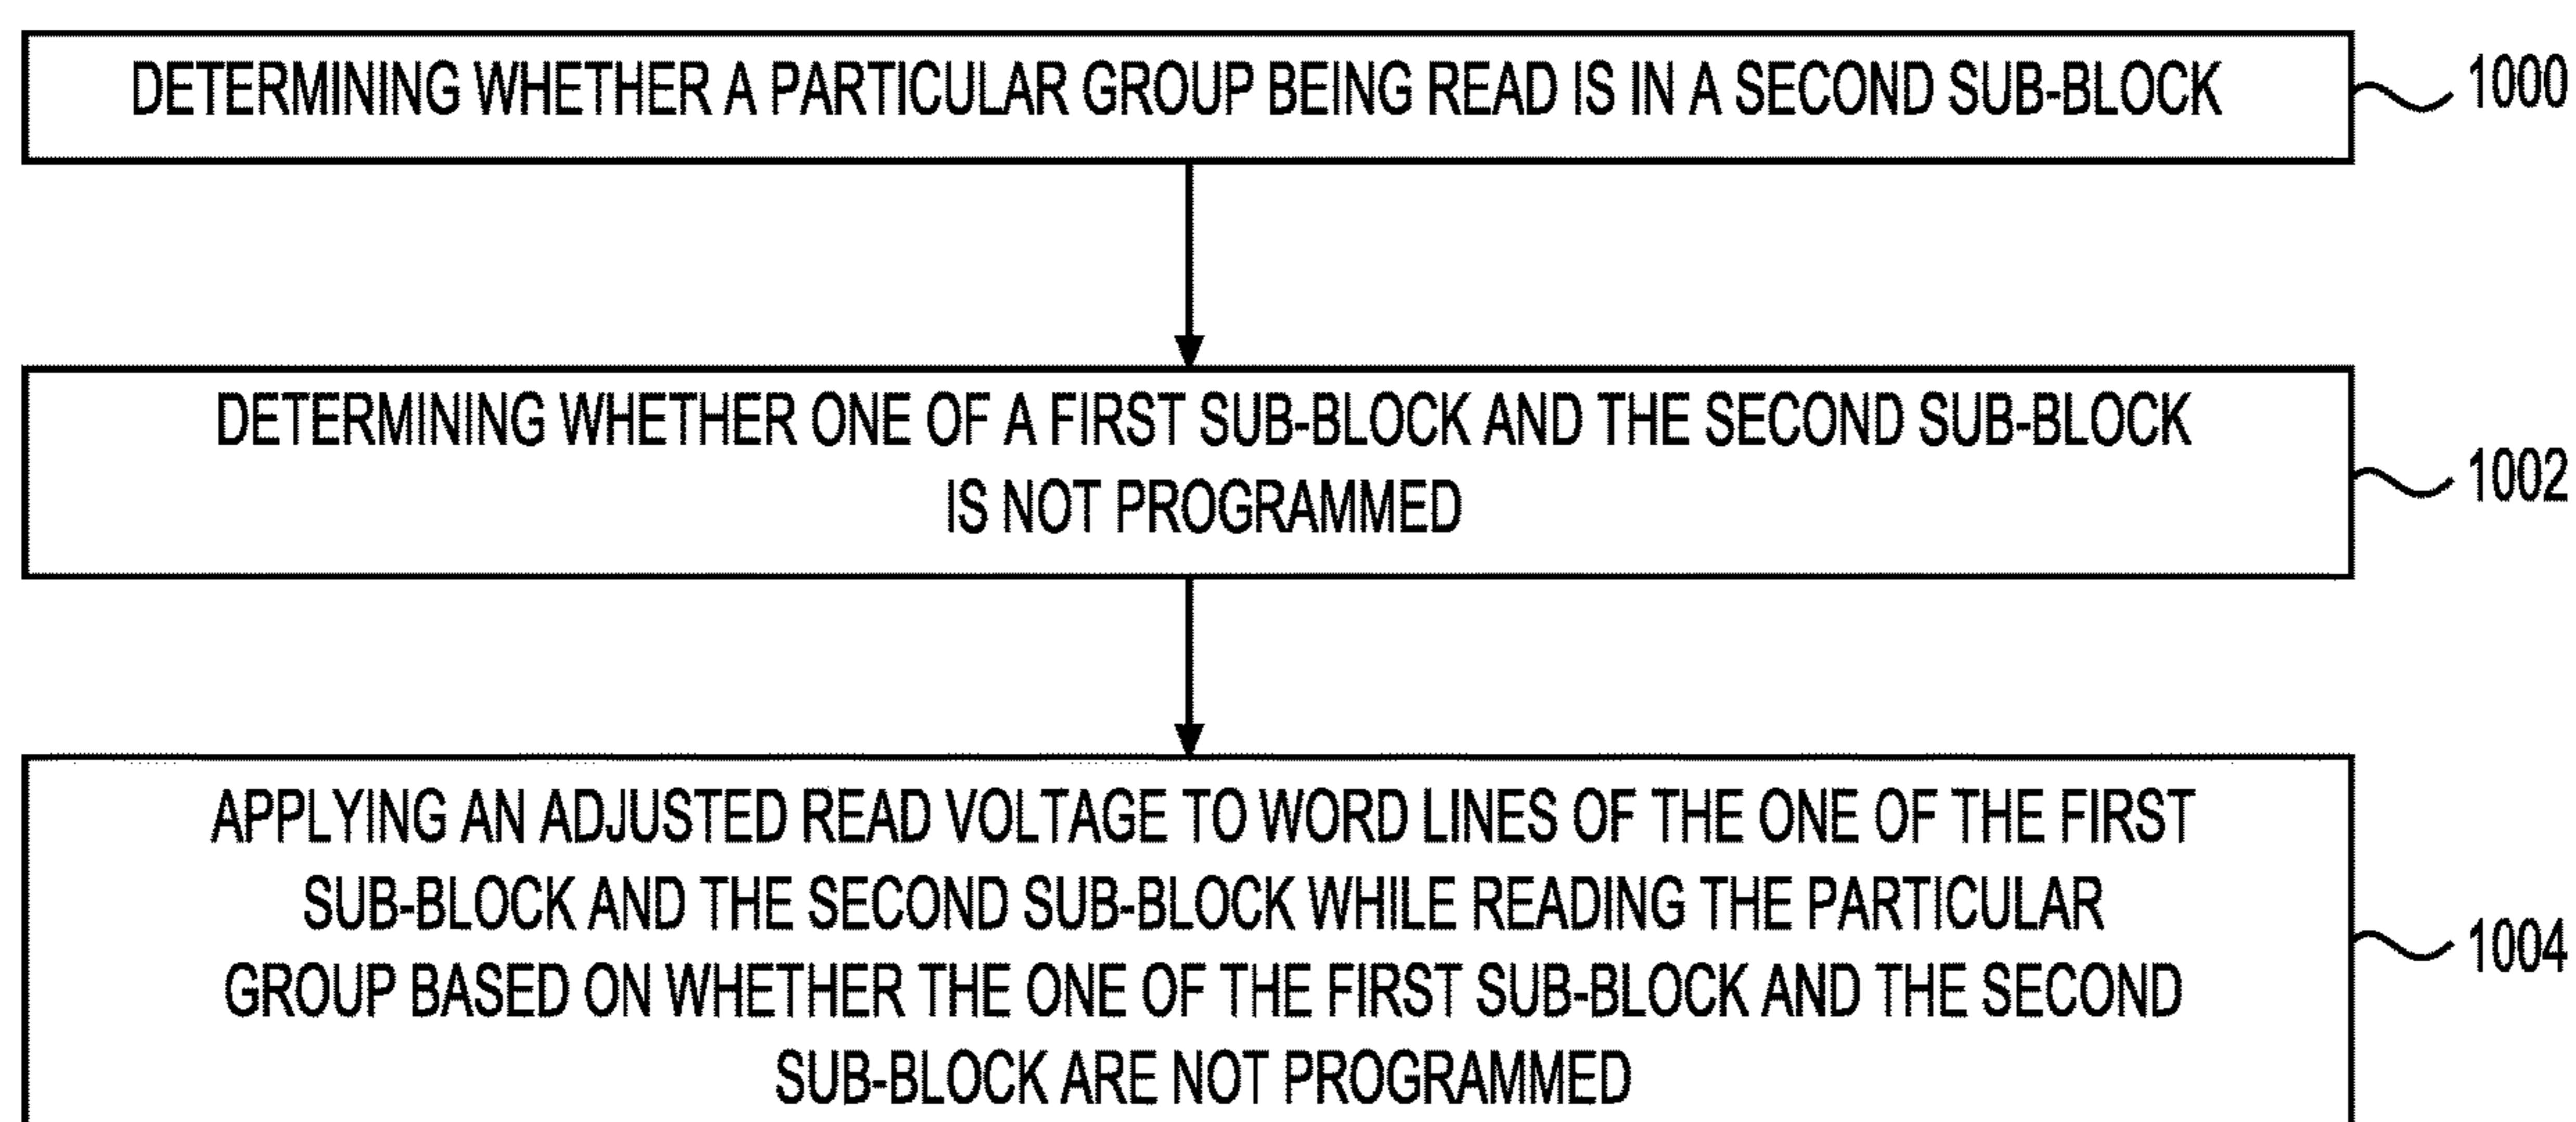 DETERMINING WHETHER A PARTICULAR GROUP BEING READ IS IN A SECOND SUB-BLOCK
1000
DETERMINING WHETHER ONE OF A FIRST SUB-BLOCK AND THE SECOND SUB-BLOCK
IS NOT PROGRAMMED
1002
APPLYING AN ADJUSTED READ VOLTAGE TO WORD LINES OF THE ONE OF THE FIRST
SUB-BLOCK AND THE SECOND SUB-BLOCK WHILE READING THE PARTICULAR
GROUP BASED ON WHETHER THE ONE OF THE FIRST SUB-BLOCK AND THE SECOND
SUB-BLOCK ARE NOT PROGRAMMED
1004